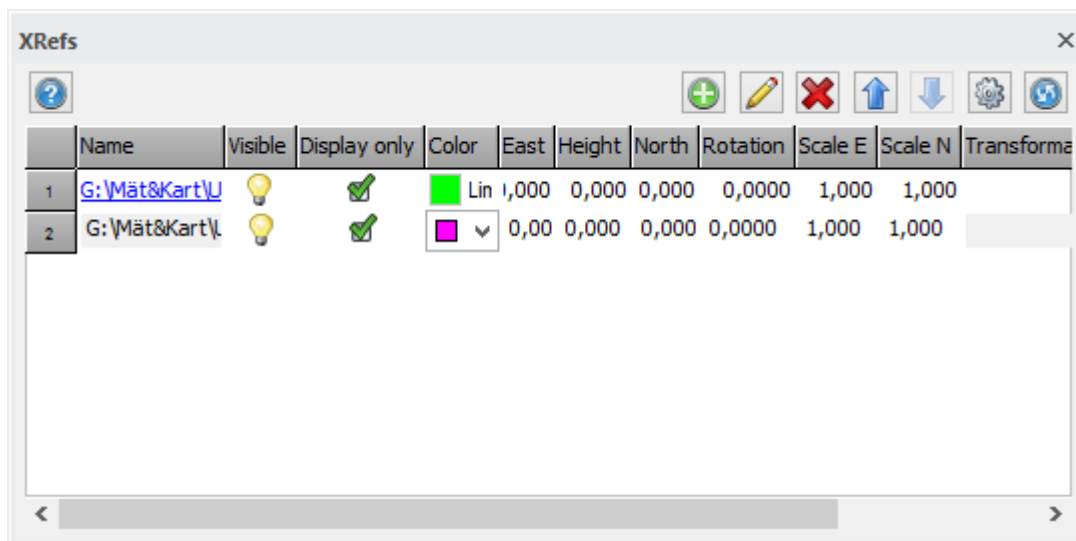 XRefs
Name Visible Display only Color East Height North Rotation Scale E Scale N Transforma
1 G:\Mät&Kart\U Lin 0,000 0,000 0,000 0,0000 1,000 1,000
2 G:\Mät&Kart\ 0,00 0,000 0,000 0,0000 1,000 1,000